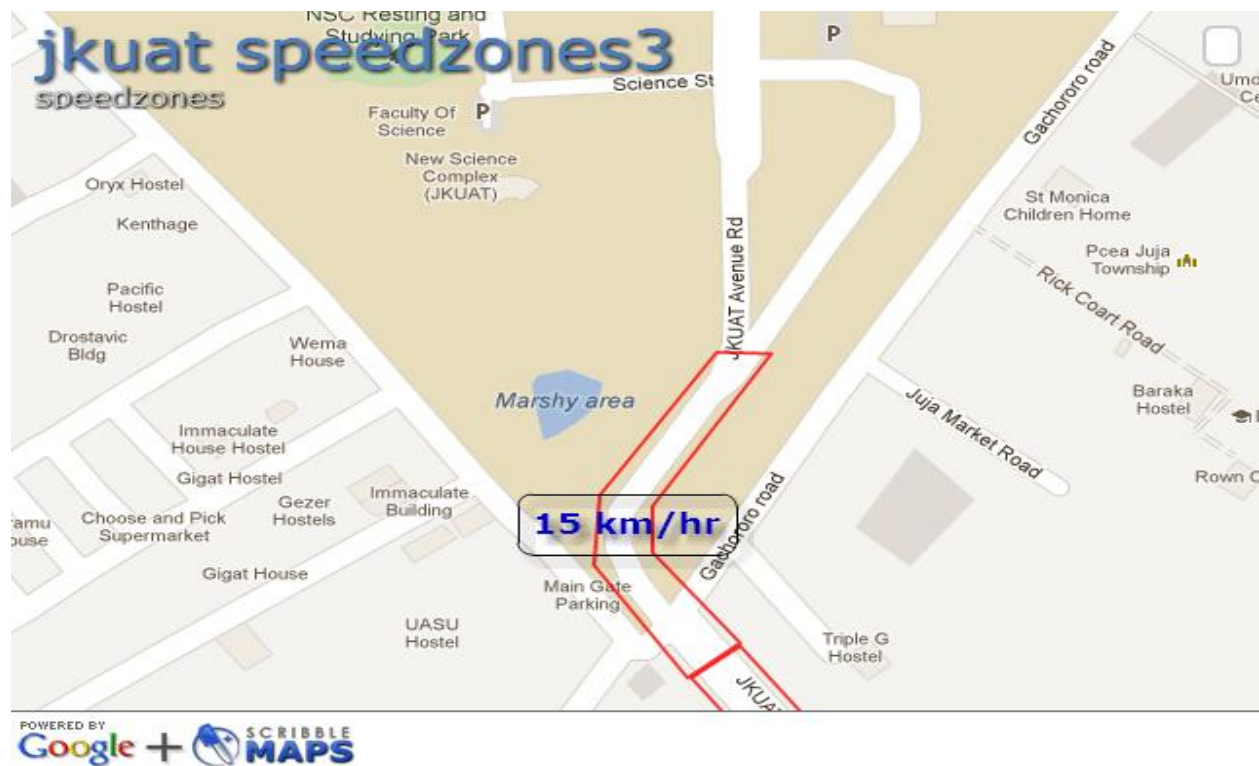 NSC Resting and
Studying Park
jkuat speedzones3
speedzones
P
Science St
Faculty Of
Science
P
New Science
Complex
(JKUAT)
Gachororo road
Oryx Hostel
Kenthage
St Monica
Children Home
Pcea Juja
Township
JKUAT Avenue Rd
Rick Coart Road
Pacific
Hostel
Drostavic
Bldg
Wema
House
Marshy area
Juja Market Road
Baraka
Hostel
Immaculate
House Hostel
Gigat Hostel
Gezer
Hostels
Immaculate
Building
Choose and Pick
Supermarket
15 km/hr
Gachororo road
Gigat House
Main Gate
Parking
UASU
Hostel
Triple G
Hostel
POWERED BY
Google + SCRIBBLE
MAPS